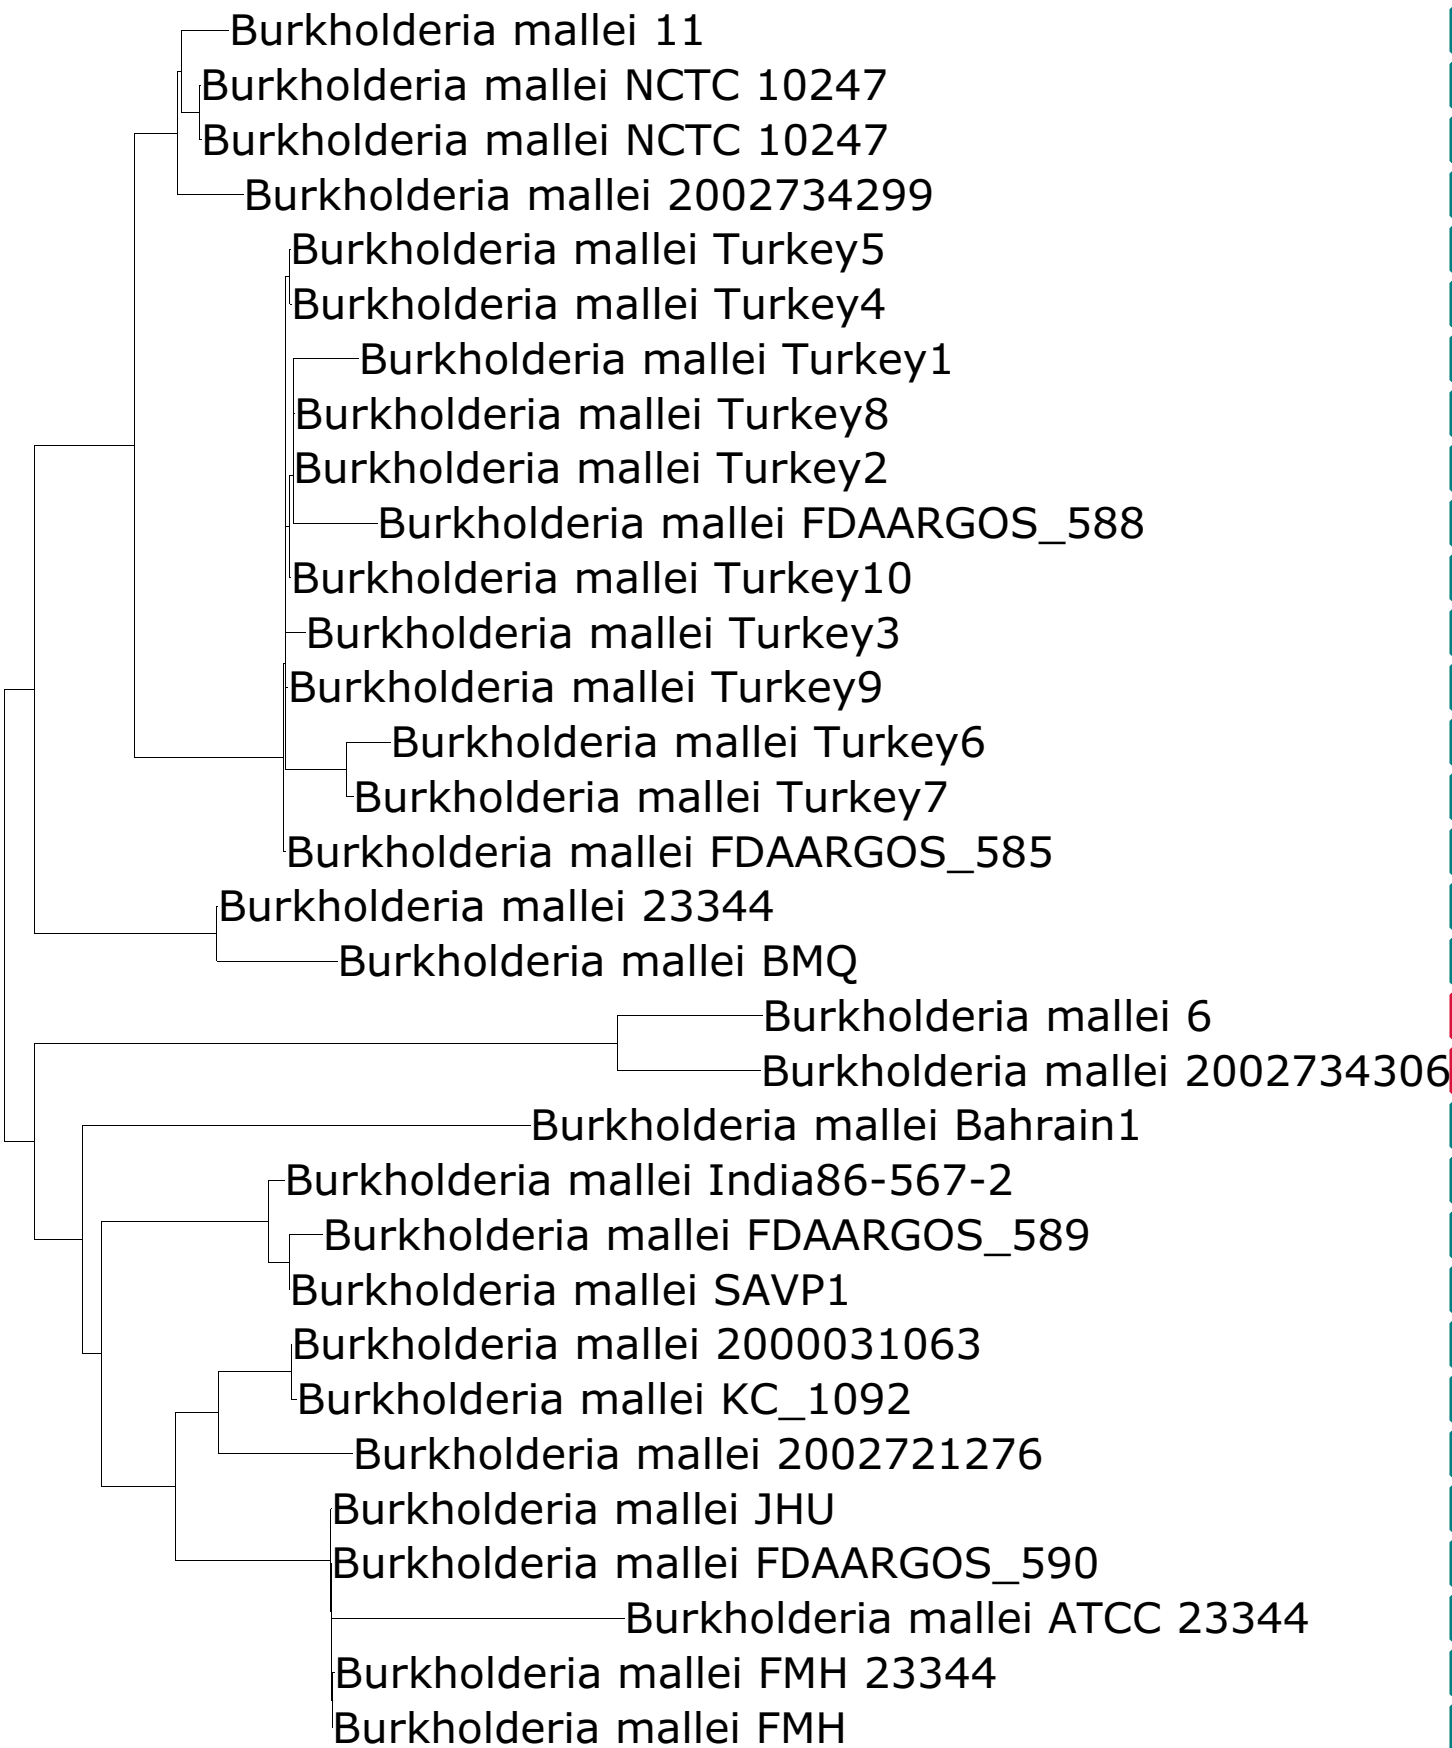 Burkholderia mallei 11
Burkholderia mallei NCTC 10247
Burkholderia mallei NCTC 10247
Burkholderia mallei 2002734299
Burkholderia mallei Turkey5
Burkholderia mallei Turkey4
Burkholderia mallei Turkey1
Burkholderia mallei Turkey8
Burkholderia mallei Turkey2
Burkholderia mallei FDAARGOS_588
Burkholderia mallei Turkey10
Burkholderia mallei Turkey3
Burkholderia mallei Turkey9
Burkholderia mallei Turkey6
Burkholderia mallei Turkey7
Burkholderia mallei FDAARGOS_585
Burkholderia mallei 23344
Burkholderia mallei BMQ
Burkholderia mallei 6
Burkholderia mallei 2002734306
Burkholderia mallei Bahrain1
Burkholderia mallei India86-567-2
Burkholderia mallei FDAARGOS_589
Burkholderia mallei SAVP1
Burkholderia mallei 2000031063
Burkholderia mallei KC_1092
Burkholderia mallei 2002721276
Burkholderia mallei JHU
Burkholderia mallei FDAARGOS_590
Burkholderia mallei ATCC 23344
Burkholderia mallei FMH 23344
Burkholderia mallei FMH